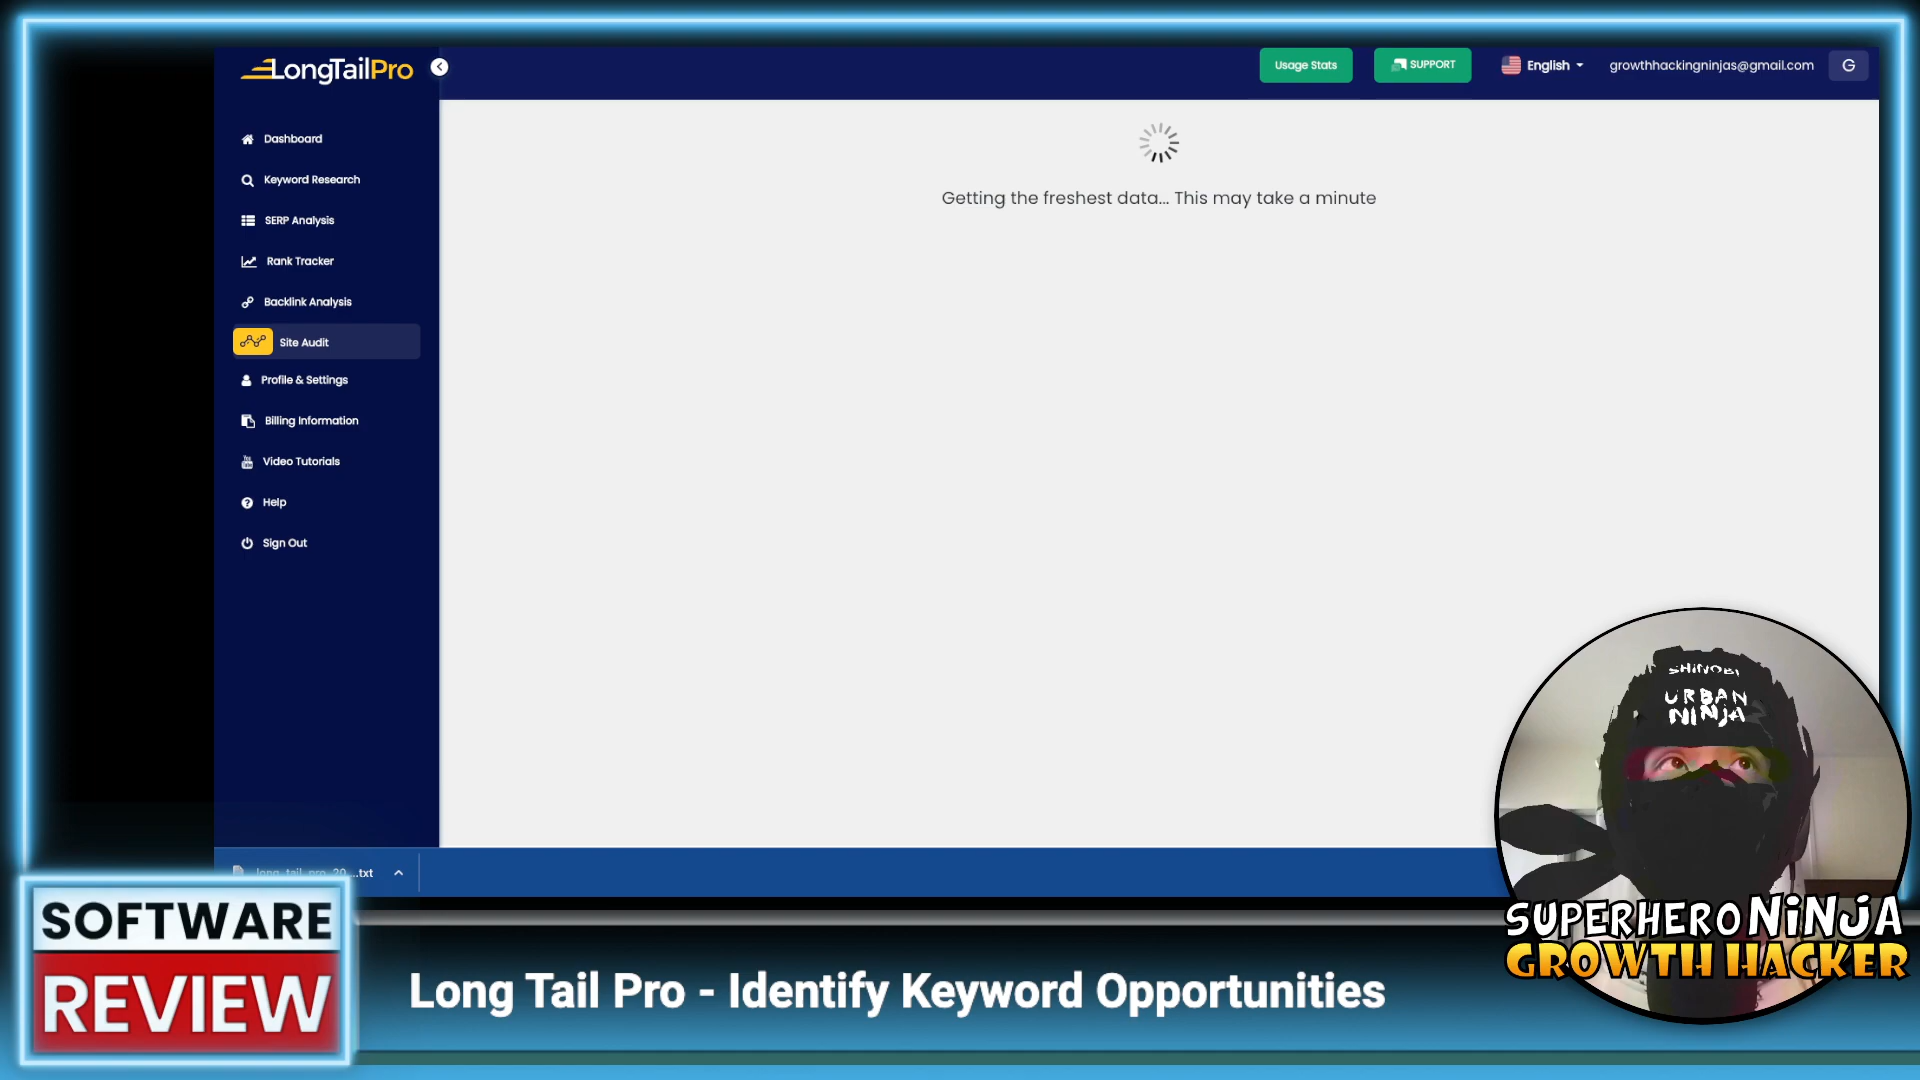 LongTailPro
Usage Stats
SUPPORT
English
growthhackingninjas@gmail.com
G
Dashboard
Keyword Research
SERP Analysis
Rank Tracker
Backlink Analysis
Site Audit
Profile & Settings
Billing Information
Video Tutorials
Help
Sign Out
Getting the freshest data... This may take a minute
long_tail_pro_20....txt
SHiNOBi
URBAN
NiNjA
SUPERHERO NiNjA
GROWTH HACKER
SOFTWARE
REVIEW
Long Tail Pro - Identify Keyword Opportunities